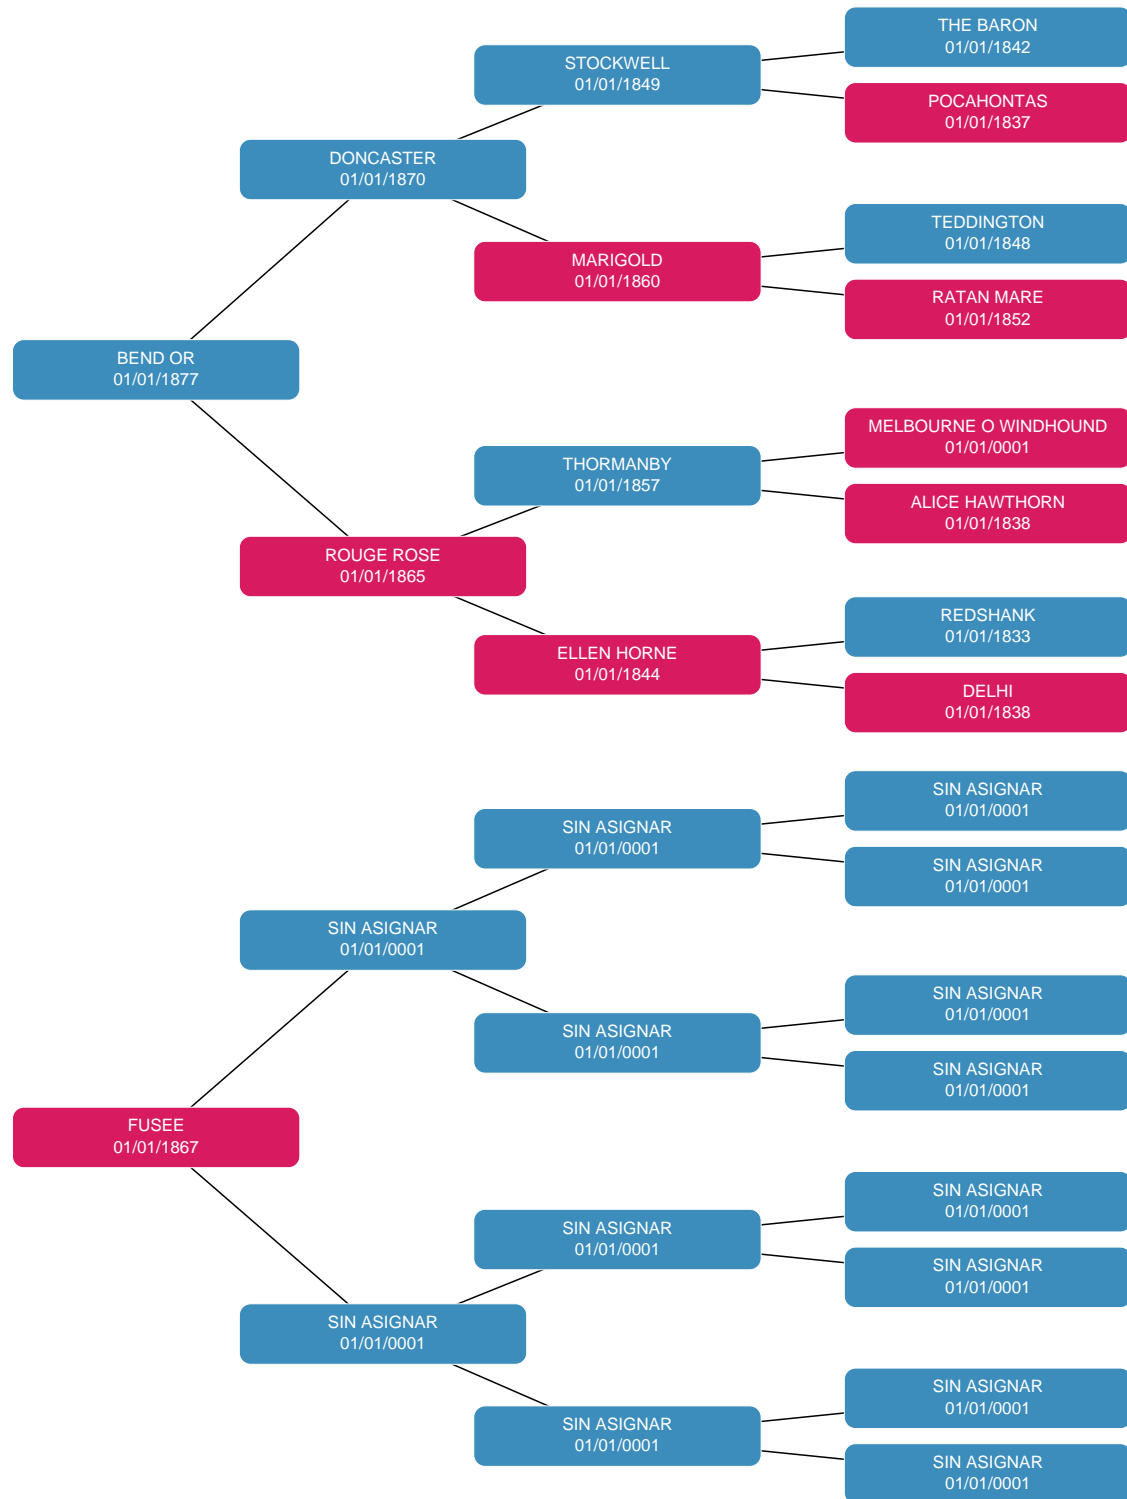 THE BARON
01/01/1842
STOCKWELL
01/01/1849
POCAHONTAS
01/01/1837
DONCASTER
01/01/1870
TEDDINGTON
01/01/1848
MARIGOLD
01/01/1860
RATAN MARE
01/01/1852
BEND OR
01/01/1877
MELBOURNE O WINDHOUND
01/01/0001
THORMANBY
01/01/1857
ALICE HAWTHORN
01/01/1838
ROUGE ROSE
01/01/1865
REDSHANK
01/01/1833
ELLEN HORNE
01/01/1844
DELHI
01/01/1838
SIN ASIGNAR
01/01/0001
SIN ASIGNAR
01/01/0001
SIN ASIGNAR
01/01/0001
SIN ASIGNAR
01/01/0001
SIN ASIGNAR
01/01/0001
SIN ASIGNAR
01/01/0001
SIN ASIGNAR
01/01/0001
FUSEE
01/01/1867
SIN ASIGNAR
01/01/0001
SIN ASIGNAR
01/01/0001
SIN ASIGNAR
01/01/0001
SIN ASIGNAR
01/01/0001
SIN ASIGNAR
01/01/0001
SIN ASIGNAR
01/01/0001
SIN ASIGNAR
01/01/0001